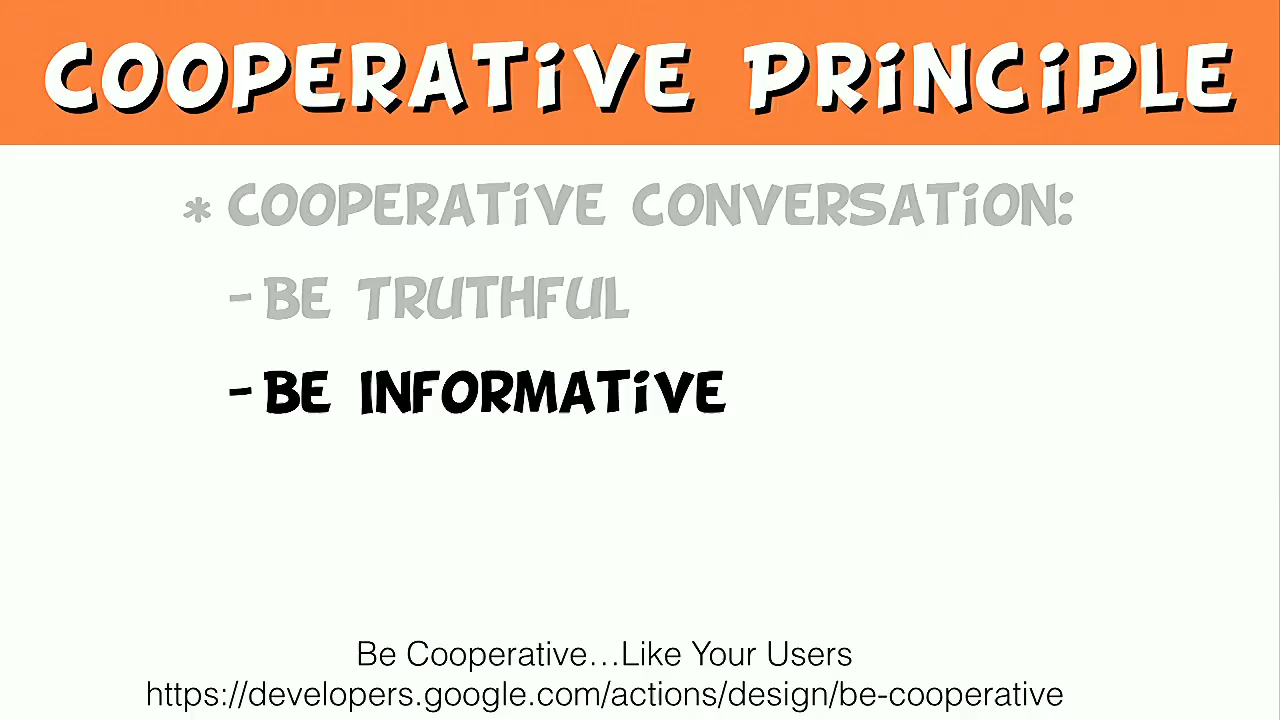 COOPERATiVE PRiNCiPLE
* COOPERATiVE CONVERSATiON:
- BE TRUTHFUL
- BE INFORMATiVE
Be Cooperative…Like Your Users
https://developers.google.com/actions/design/be-cooperative